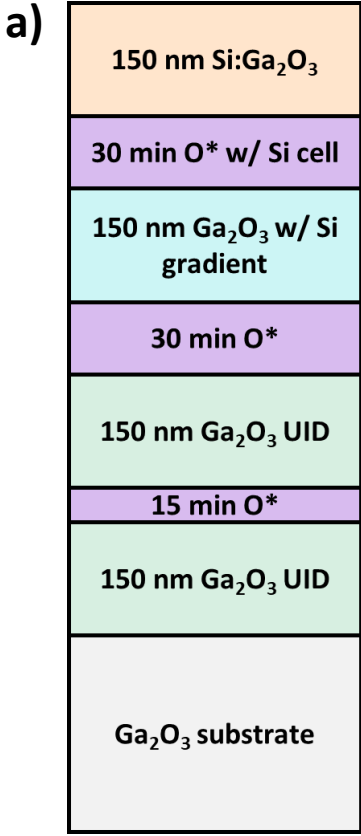 a)
150 nm Si:Ga₂O₃
30 min O* w/ Si cell
150 nm Ga₂O₃ w/ Si
gradient
30 min O*
150 nm Ga₂O₃ UID
15 min O*
150 nm Ga₂O₃ UID
Ga₂O₃ substrate